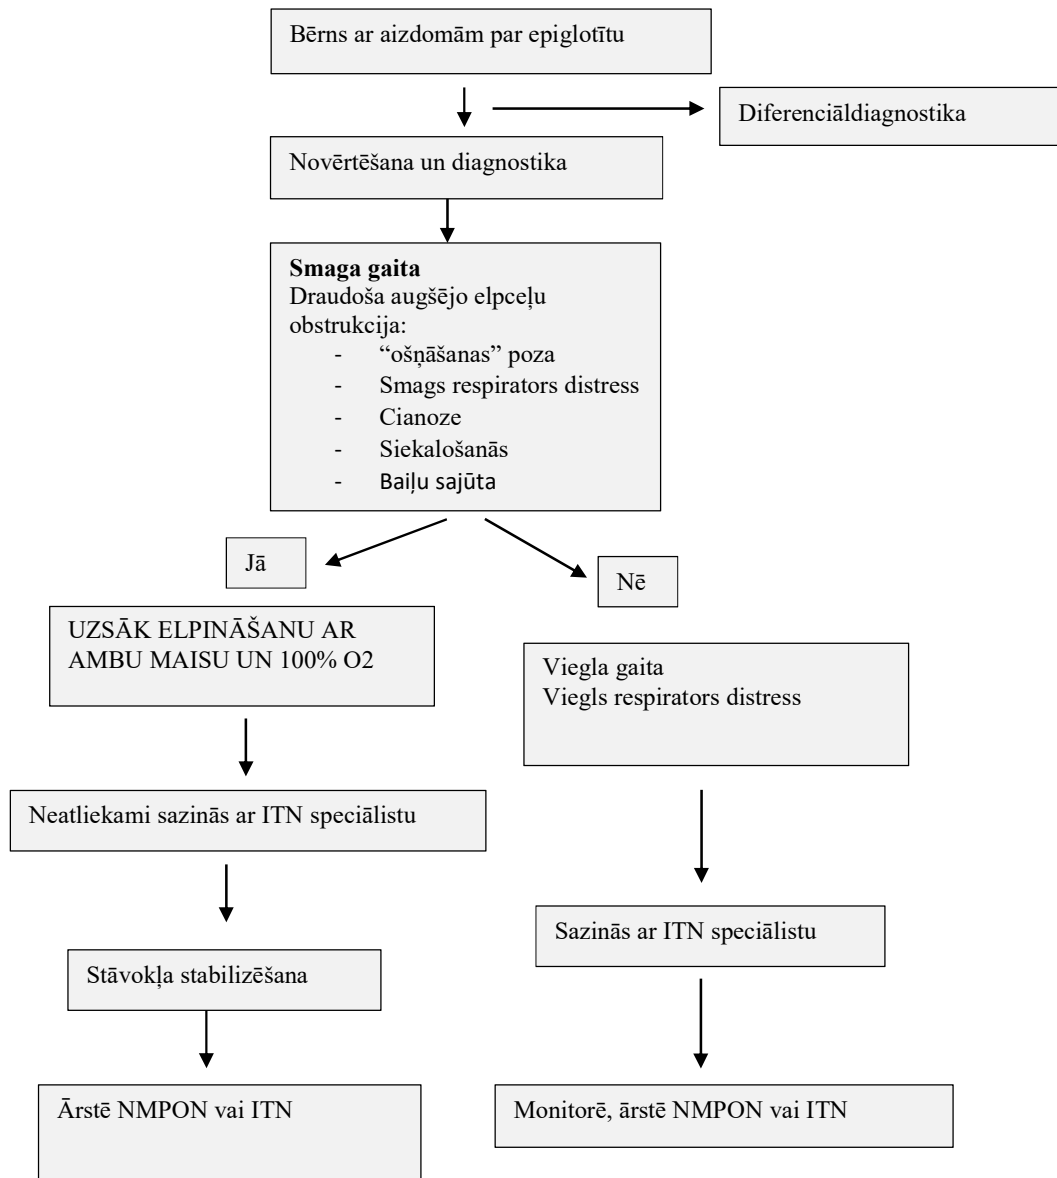 Bērns ar aizdomām par epiglotītu
Diferenciāldiagnostika
Novērtēšana un diagnostika
Smaga gaita
Draudoša augšējo elpceļu
obstrukcija:
- “ošņāšanas” poza
- Smags respirators distress
- Cianoze
- Siekalošanās
- Baiļu sajūta
Jā
Nē
UZSĀK ELPINĀŠANU AR
AMBU MAISU UN 100% O2
Viegla gaita
Viegls respirators distress
Neatliekami sazinās ar ITN speciālistu
Sazinās ar ITN speciālistu
Stāvokļa stabilizēšana
Ārstē NMPON vai ITN
Monitorē, ārstē NMPON vai ITN